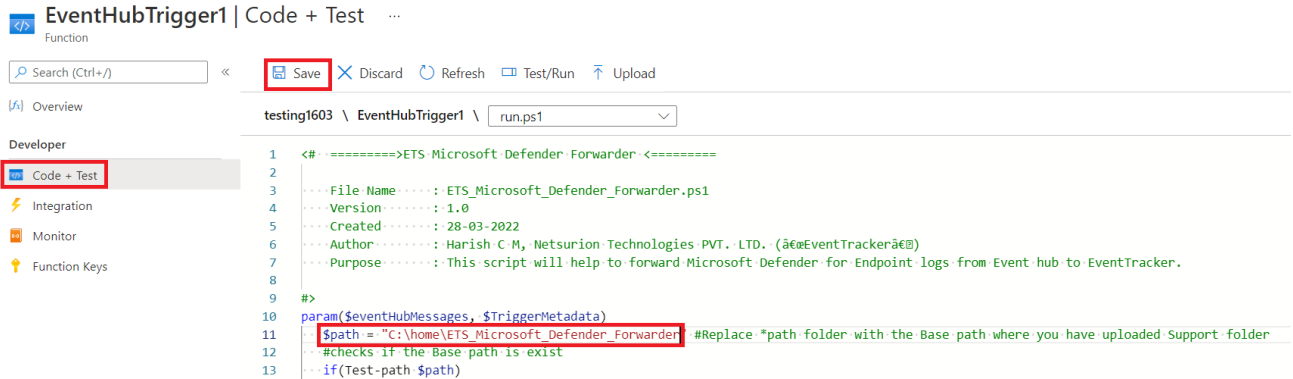 EventHubTrigger1 | Code + Test ...
Function
Search (Ctrl+/) «
Save Discard Refresh Test/Run Upload
Overview
testing1603 \ EventHubTrigger1 \ run.ps1
Developer
Code + Test
Integration
Monitor
Function Keys
1 <# =========>ETS Microsoft Defender Forwarder <=========
2
3 File Name : ETS_Microsoft_Defender_Forwarder.ps1
4 Version : 1.0
5 Created : 28-03-2022
6 Author : Harish C M, Netsurion Technologies PVT. LTD. (“EventTrackerâ€)
7 Purpose : This script will help to forward Microsoft Defender for Endpoint logs from Event hub to EventTracker.
8
9 #>
10 param($eventHubMessages, $TriggerMetadata)
11 $path = "C:\home\ETS_Microsoft_Defender_Forwarder #Replace *path folder with the Base path where you have uploaded Support folder
12 #checks if the Base path is exist
13 if(Test-path $path)